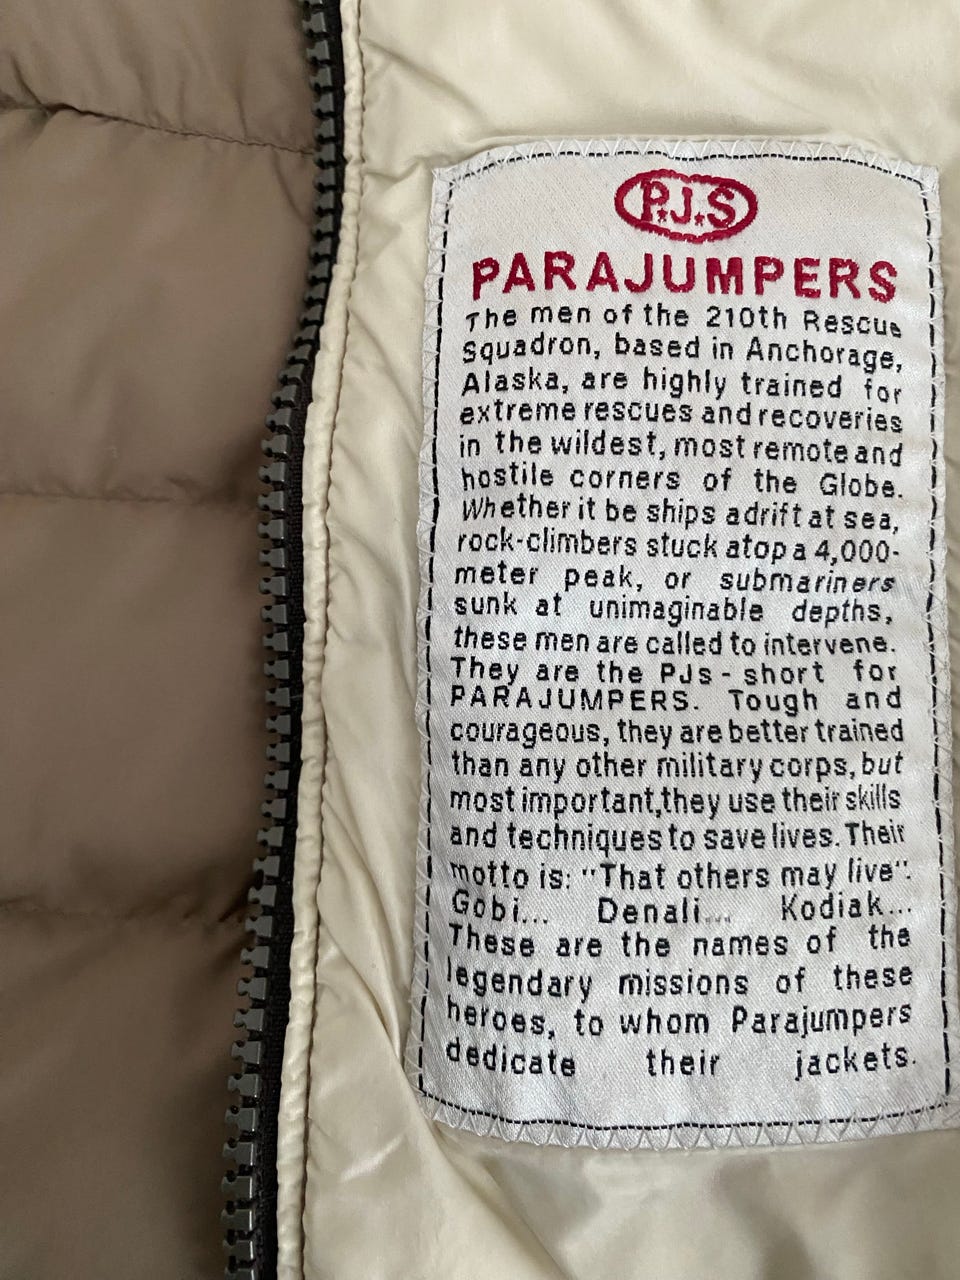 P.J.S
PARAJUMPERS
The men of the 210th Rescue
Squadron, based in Anchorage,
Alaska, are highly trained for
extreme rescues and recoveries
in the wildest, most remote and
hostile corners of the Globe.
Whether it be ships adrift at sea,
rock-climbers stuck atop a 4,000-
meter peak, or submariners
sunk at unimaginable depths,
these men are called to intervene.
They are the PJs - short for
PARAJUMPERS. Tough and
courageous, they are better trained
than any other military corps, but
most important,they use their skills
and techniques to save lives. Their
motto is: "That others may live".
Gobi... Denali... Kodiak...
These are the names of the
legendary missions of these
heroes, to whom Parajumpers
dedicate their jackets.